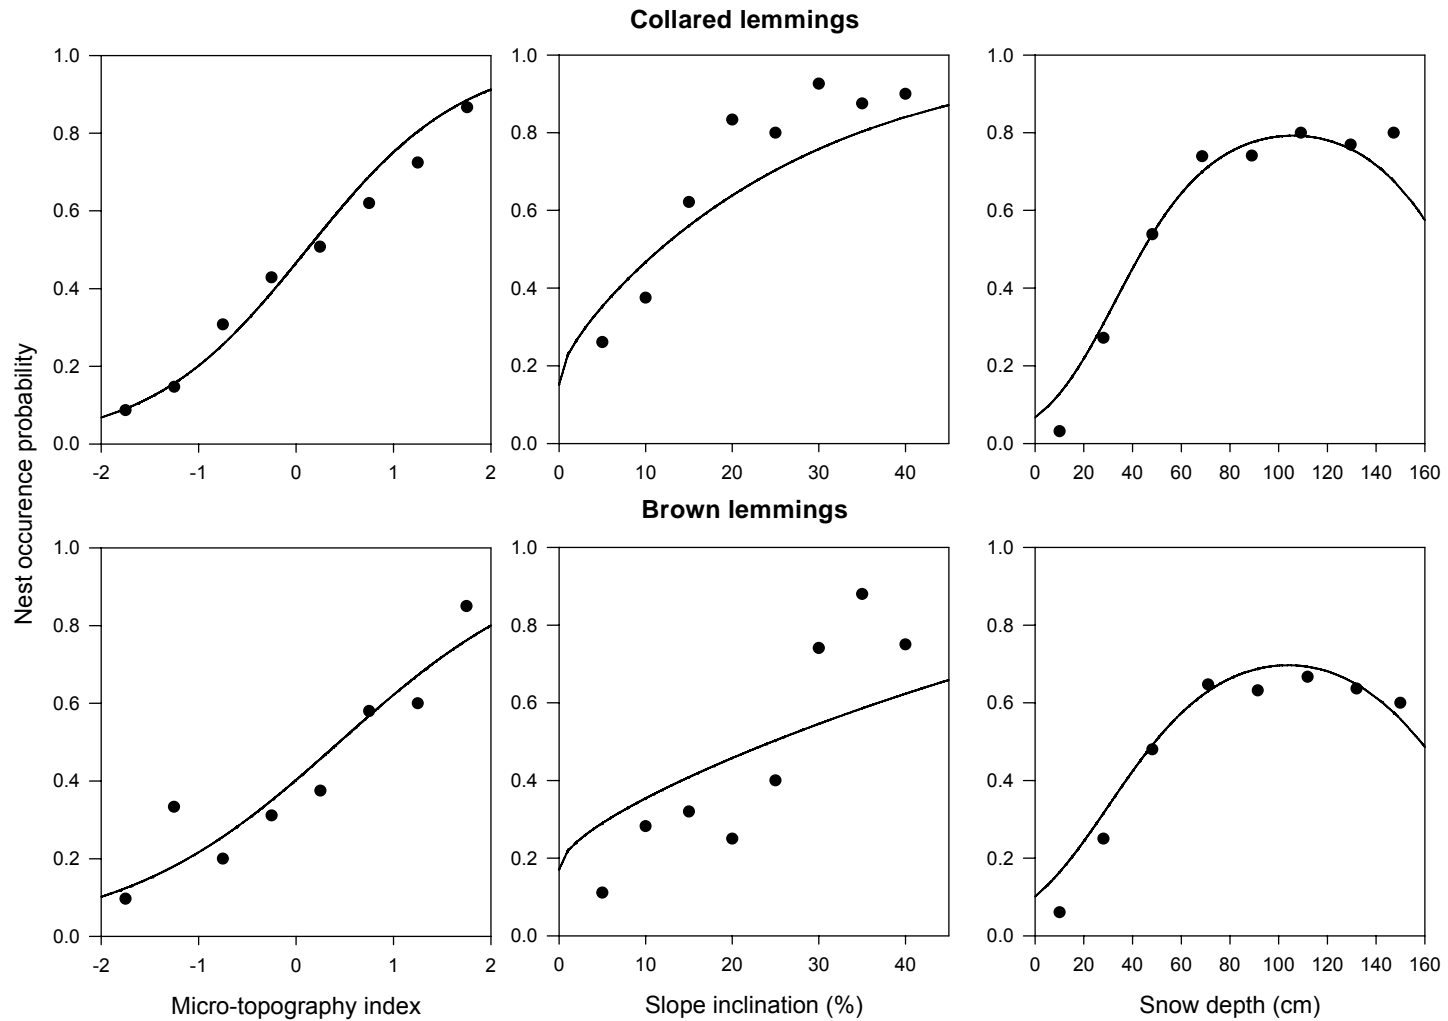 Collared lemmings
1.0 0.8 0.6 0.4 0.2 0.0
-2 -1 0 1 2
1.0 0.8 0.6 0.4 0.2 0.0
0 10 20 30 40
1.0 0.8 0.6 0.4 0.2 0.0
0 20 40 60 80 100 120 140 160
Nest occurence probability
Brown lemmings
1.0 0.8 0.6 0.4 0.2 0.0
-2 -1 0 1 2
Micro-topography index
1.0 0.8 0.6 0.4 0.2 0.0
0 10 20 30 40
Slope inclination (%)
1.0 0.8 0.6 0.4 0.2 0.0
0 20 40 60 80 100 120 140 160
Snow depth (cm)